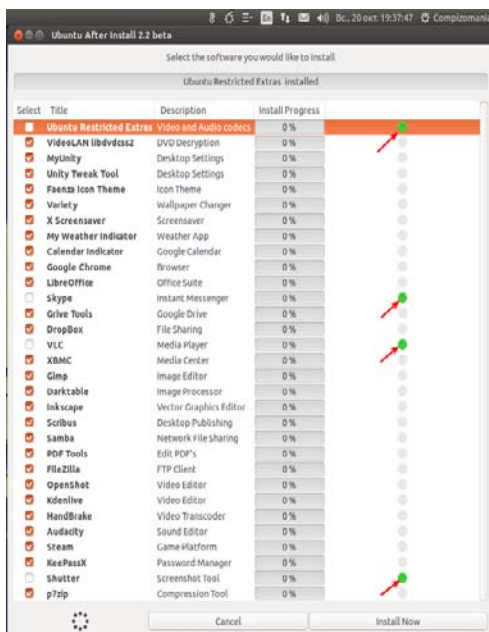 En Вс., 20 окт. 19:37:47 Compizomania
Ubuntu After Install 2.2 beta
Select the software you would like to install
Ubuntu Restricted Extras installed
Select Title Description Install Progress
Ubuntu Restricted Extras Video and Audio codecs 0 %
VideoLAN libdvdcss2 DVD Decryption 0 %
MyUnity Desktop Settings 0 %
Unity Tweak Tool Desktop Settings 0 %
Faenza Icon Theme Icon Theme 0 %
Variety Wallpaper Changer 0 %
X Screensaver Screensaver 0 %
My Weather Indicator Weather App 0 %
Calendar Indicator Google Calendar 0 %
Google Chrome Browser 0 %
LibreOffice Office Suite 0 %
Skype Instant Messenger 0 %
Grive Tools Google Drive 0 %
DropBox File Sharing 0 %
VLC Media Player 0 %
XBMC Media Center 0 %
Gimp Image Editor 0 %
Darktable Image Processor 0 %
Inkscape Vector Graphics Editor 0 %
Scribus Desktop Publishing 0 %
Samba Network File Sharing 0 %
PDF Tools Edit PDF's 0 %
FileZilla FTP Client 0 %
OpenShot Video Editor 0 %
Kdenlive Video Editor 0 %
HandBrake Video Transcoder 0 %
Audacity Sound Editor 0 %
Steam Game Platform 0 %
KeePassX Password Manager 0 %
Shutter Screenshot Tool 0 %
p7zip Compression Tool 0 %
Cancel Install Now